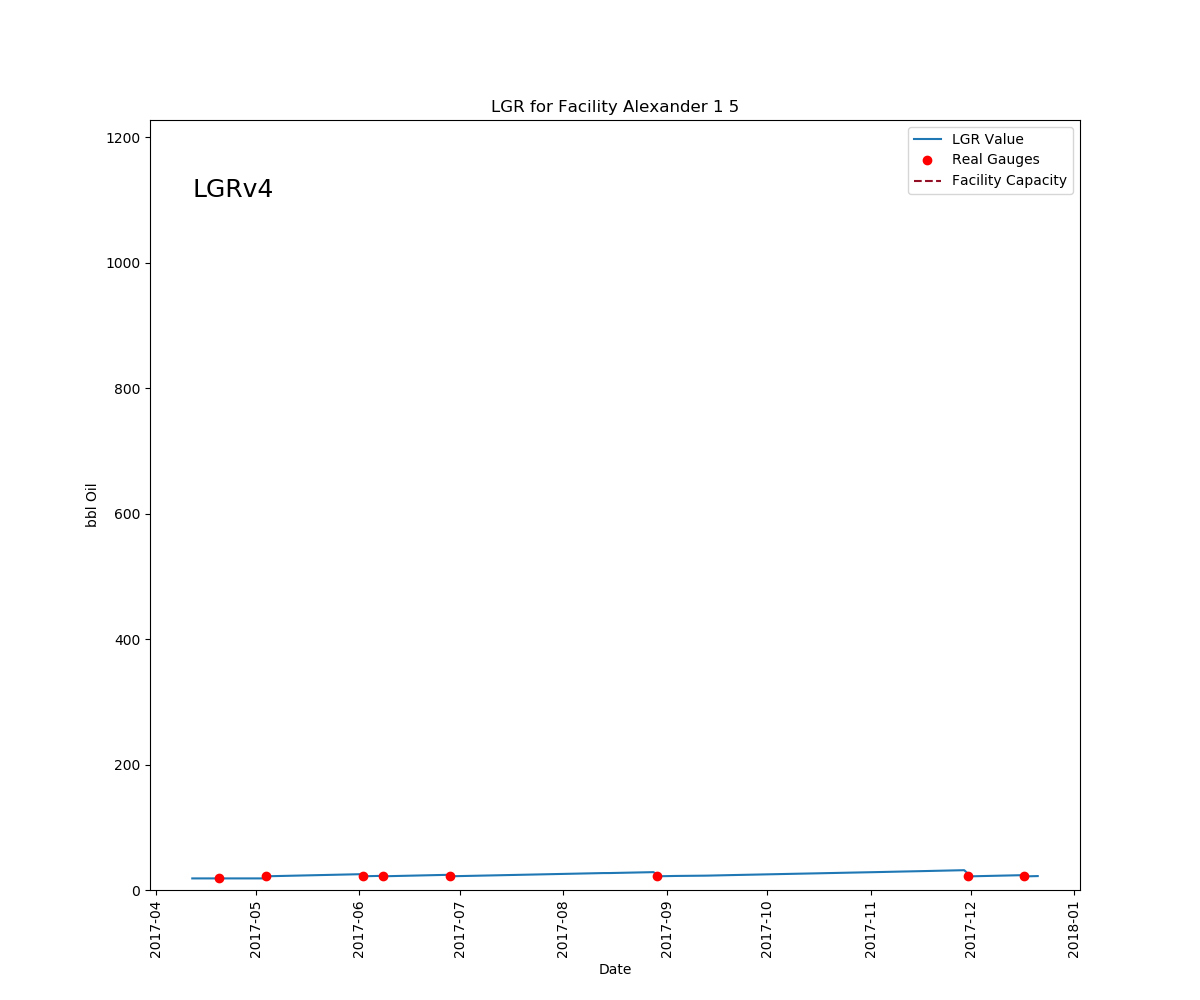 LGR for Facility Alexander 1 5
LGRv4
LGR Value
Real Gauges
Facility Capacity
1200
1000
800
600
400
200
0
bbl Oil
2017-04
2017-05
2017-06
2017-07
2017-08
2017-09
2017-10
2017-11
2017-12
2018-01
Date